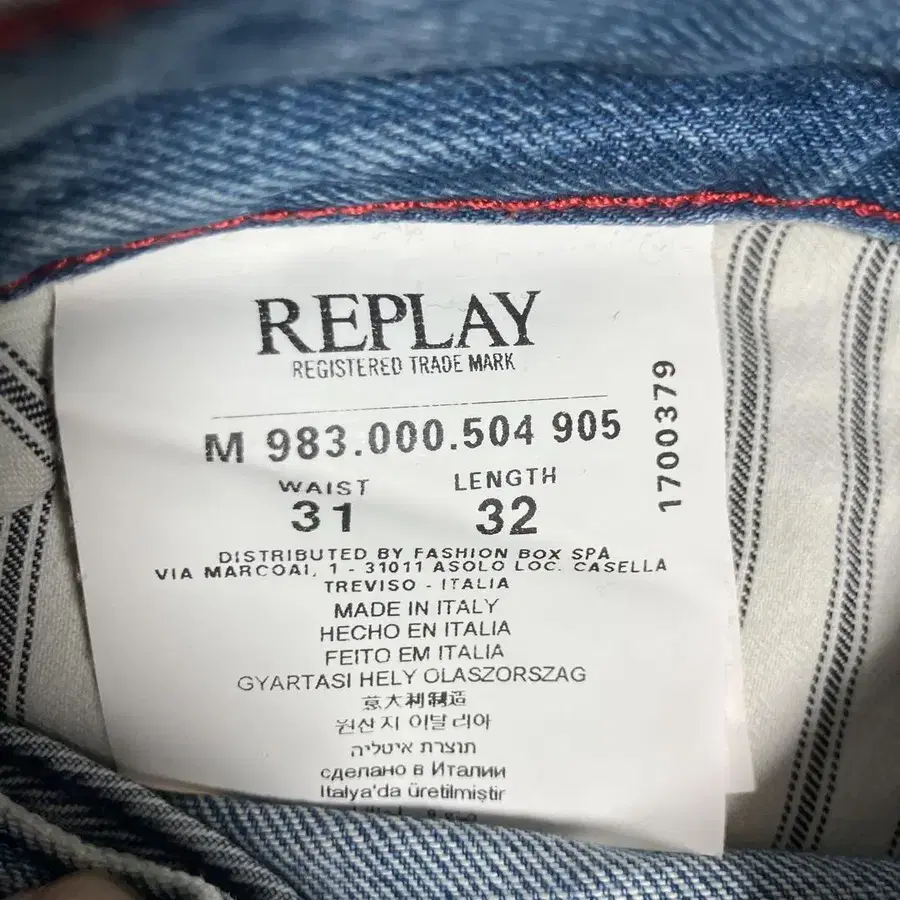 REPLAY
REGISTERED TRADE MARK
M 983.000.504 905
WAIST LENGTH
31 32
1700379
DISTRIBUTED BY FASHION BOX SPA
VIA MARCOAI, 1 - 31011 ASOLO LOC. CASELLA
TREVISO - ITALIA
MADE IN ITALY
HECHO EN ITALIA
FEITO EM ITALIA
GYARTASI HELY OLASZORSZAG
意大利制造
원산지 이탈리아
תוצרת איטליה
сделано в Италии
Italya'da üretilmiştir